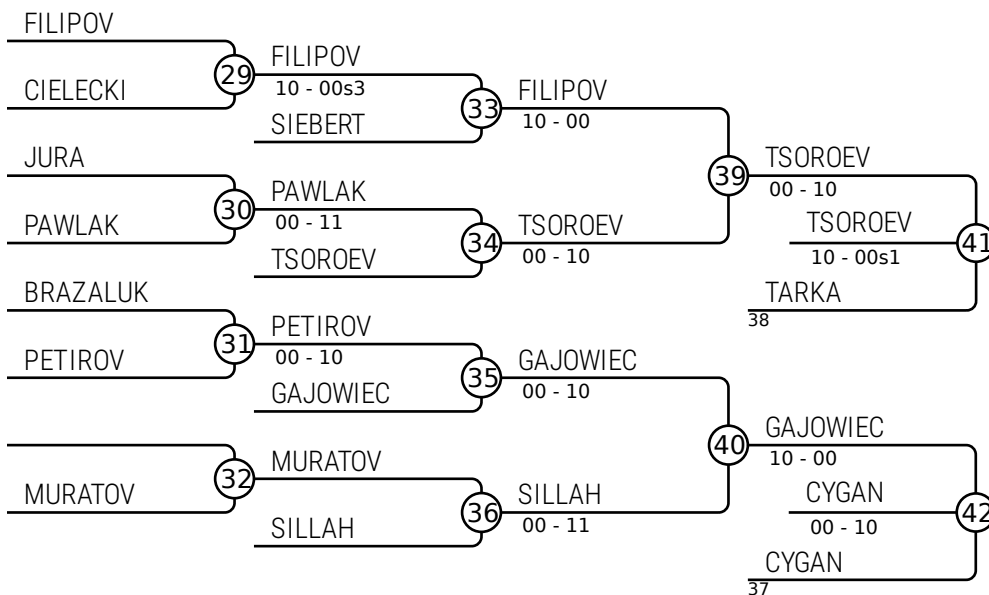 FILIPOV
CIELECKI
29
FILIPOV
10 - 00s3
SIEBERT
33
FILIPOV
10 - 00
JURA
PAWLAK
30
PAWLAK
00 - 11
TSOROEV
34
TSOROEV
00 - 10
39
TSOROEV
00 - 10
TSOROEV
10 - 00s1
41
TARKA
38
BRAZALUK
PETIROV
31
PETIROV
00 - 10
GAJOWIEC
35
GAJOWIEC
00 - 10
MURATOV
32
MURATOV
SILLAH
36
SILLAH
00 - 11
40
GAJOWIEC
10 - 00
CYGAN
00 - 10
42
CYGAN
37